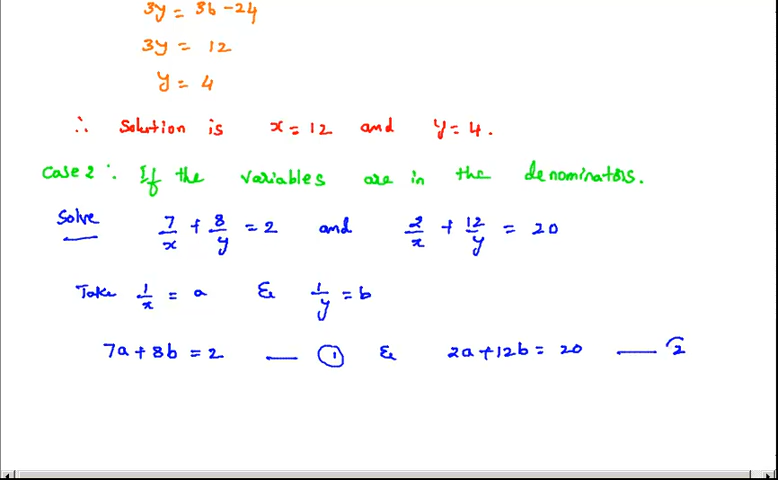 3y = 36 - 24
3y = 12
y = 4
∴ Solution is x = 12 and y = 4.
Case 2 : If the variables are in the denominators.
Solve 7/x + 8/y = 2 and 2/x + 12/y = 20
Take 1/x = a & 1/y = b
7a + 8b = 2 — ① & 2a + 12b = 20 — 2